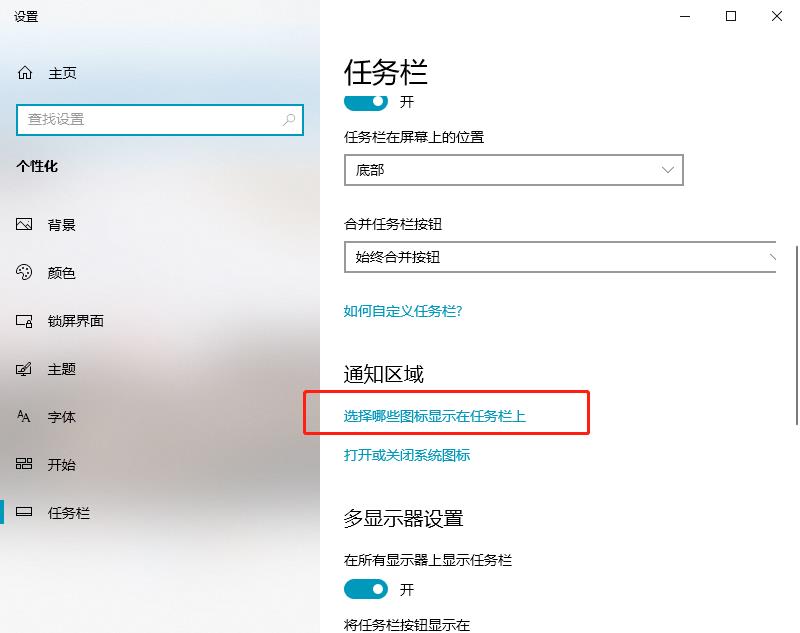 设置
主页
查找设置
个性化
背景
颜色
锁屏界面
主题
字体
开始
任务栏
任务栏
开
任务栏在屏幕上的位置
底部
合并任务栏按钮
始终合并按钮
如何自定义任务栏?
通知区域
选择哪些图标显示在任务栏上
打开或关闭系统图标
多显示器设置
在所有显示器上显示任务栏
开
将任务栏按钮显示在